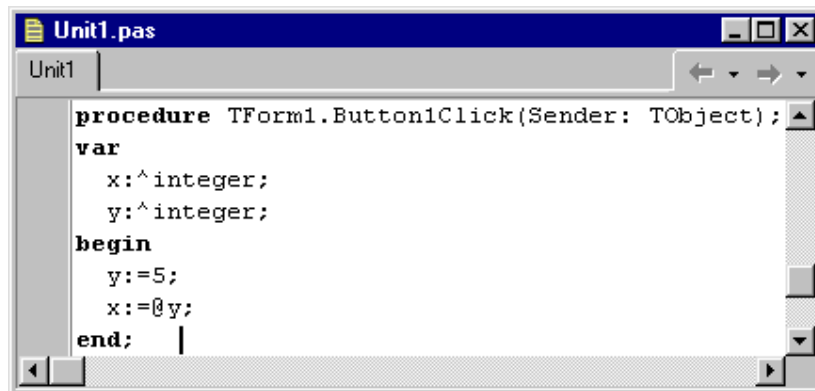 Unit1.pas
Unit1
procedure TForm1.Button1Click(Sender: TObject);
var
x:^integer;
y:^integer;
begin
y:=5;
x:=@y;
end;